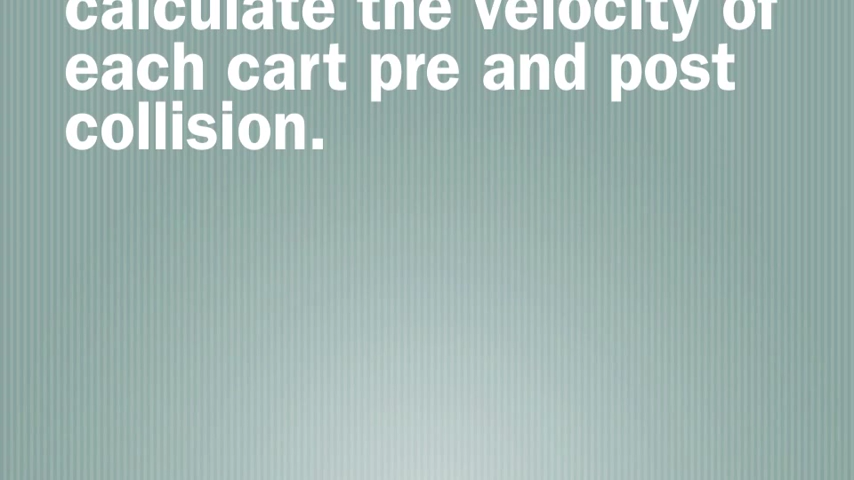 calculate the velocity of
each cart pre and post
collision.